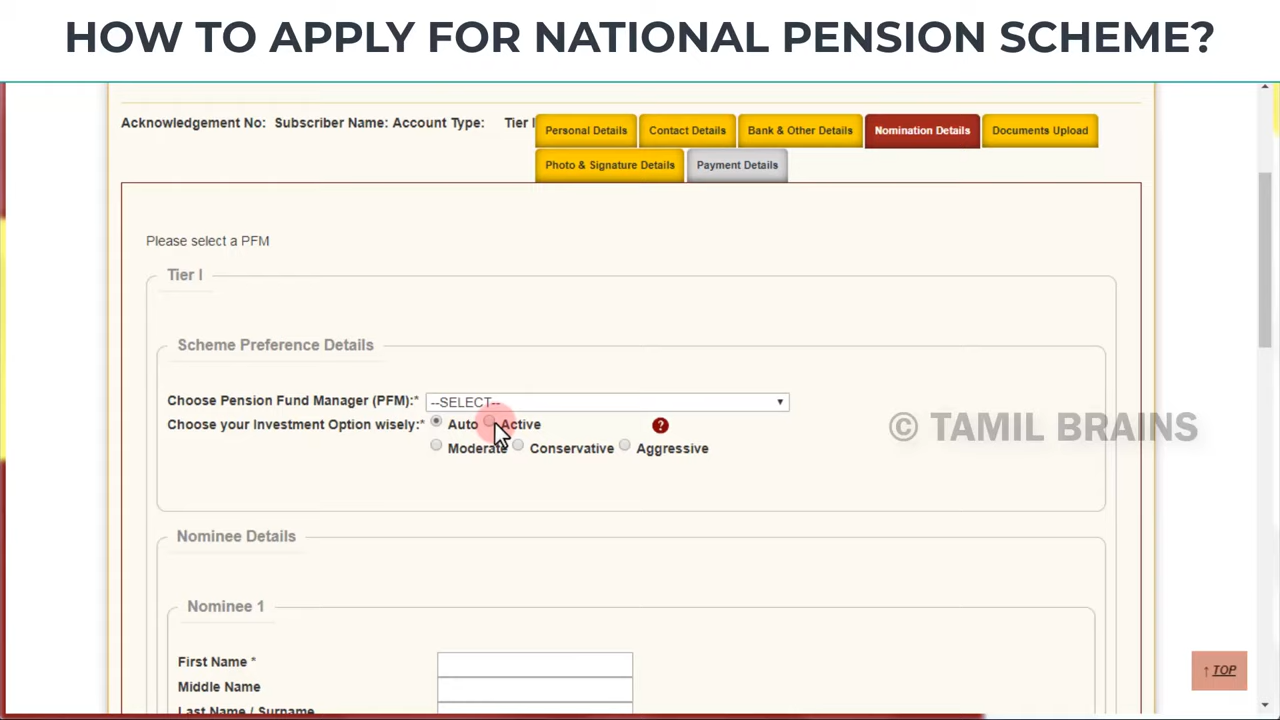 HOW TO APPLY FOR NATIONAL PENSION SCHEME?
Acknowledgement No: Subscriber Name: Account Type: Tier I
Personal Details Contact Details Bank & Other Details Nomination Details Documents Upload
Photo & Signature Details Payment Details
Please select a PFM
Tier I
Scheme Preference Details
Choose Pension Fund Manager (PFM):* --SELECT--
Choose your Investment Option wisely:* Auto Active ?
Moderate Conservative Aggressive
© TAMIL BRAINS
Nominee Details
Nominee 1
First Name *
Middle Name
Last Name / Surname
↑ TOP